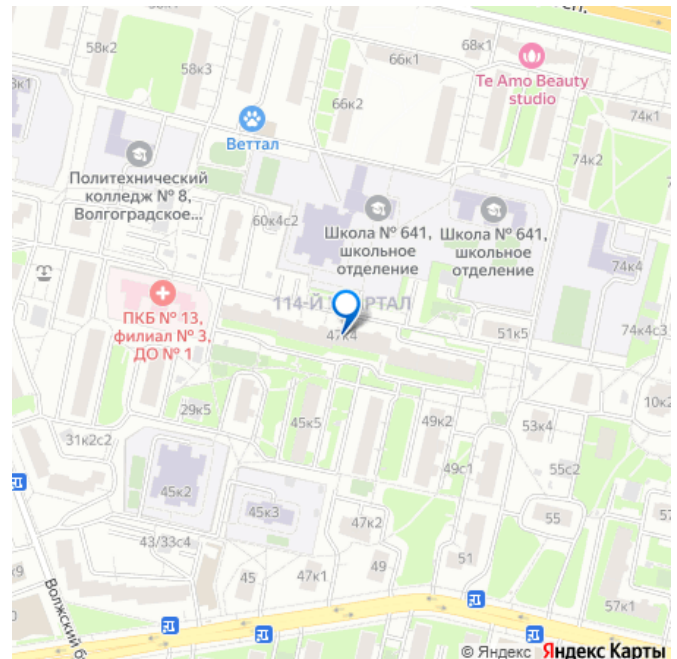 сп.
58к2
68к1
58к3
66к1
Te Amo Beauty
studio
66к2
74к1
Веттал
74к2
Политехнический
колледж № 8,
Волгоградское...
60к4с2
Школа № 641,
школьное
отделение
Школа № 641,
школьное
отделение
74к4
ПКБ № 13,
филиал № 3,
ДО № 1
47к4
51к5
74к4с3
29к5
45к5
49к2
10к2
53к4
31к2с2
49с1
55с2
45к2
45к3
47к2
55
43/33с4
51
45
47к1
49
57к1
Волжский б
© Яндекс Яндекс Карты